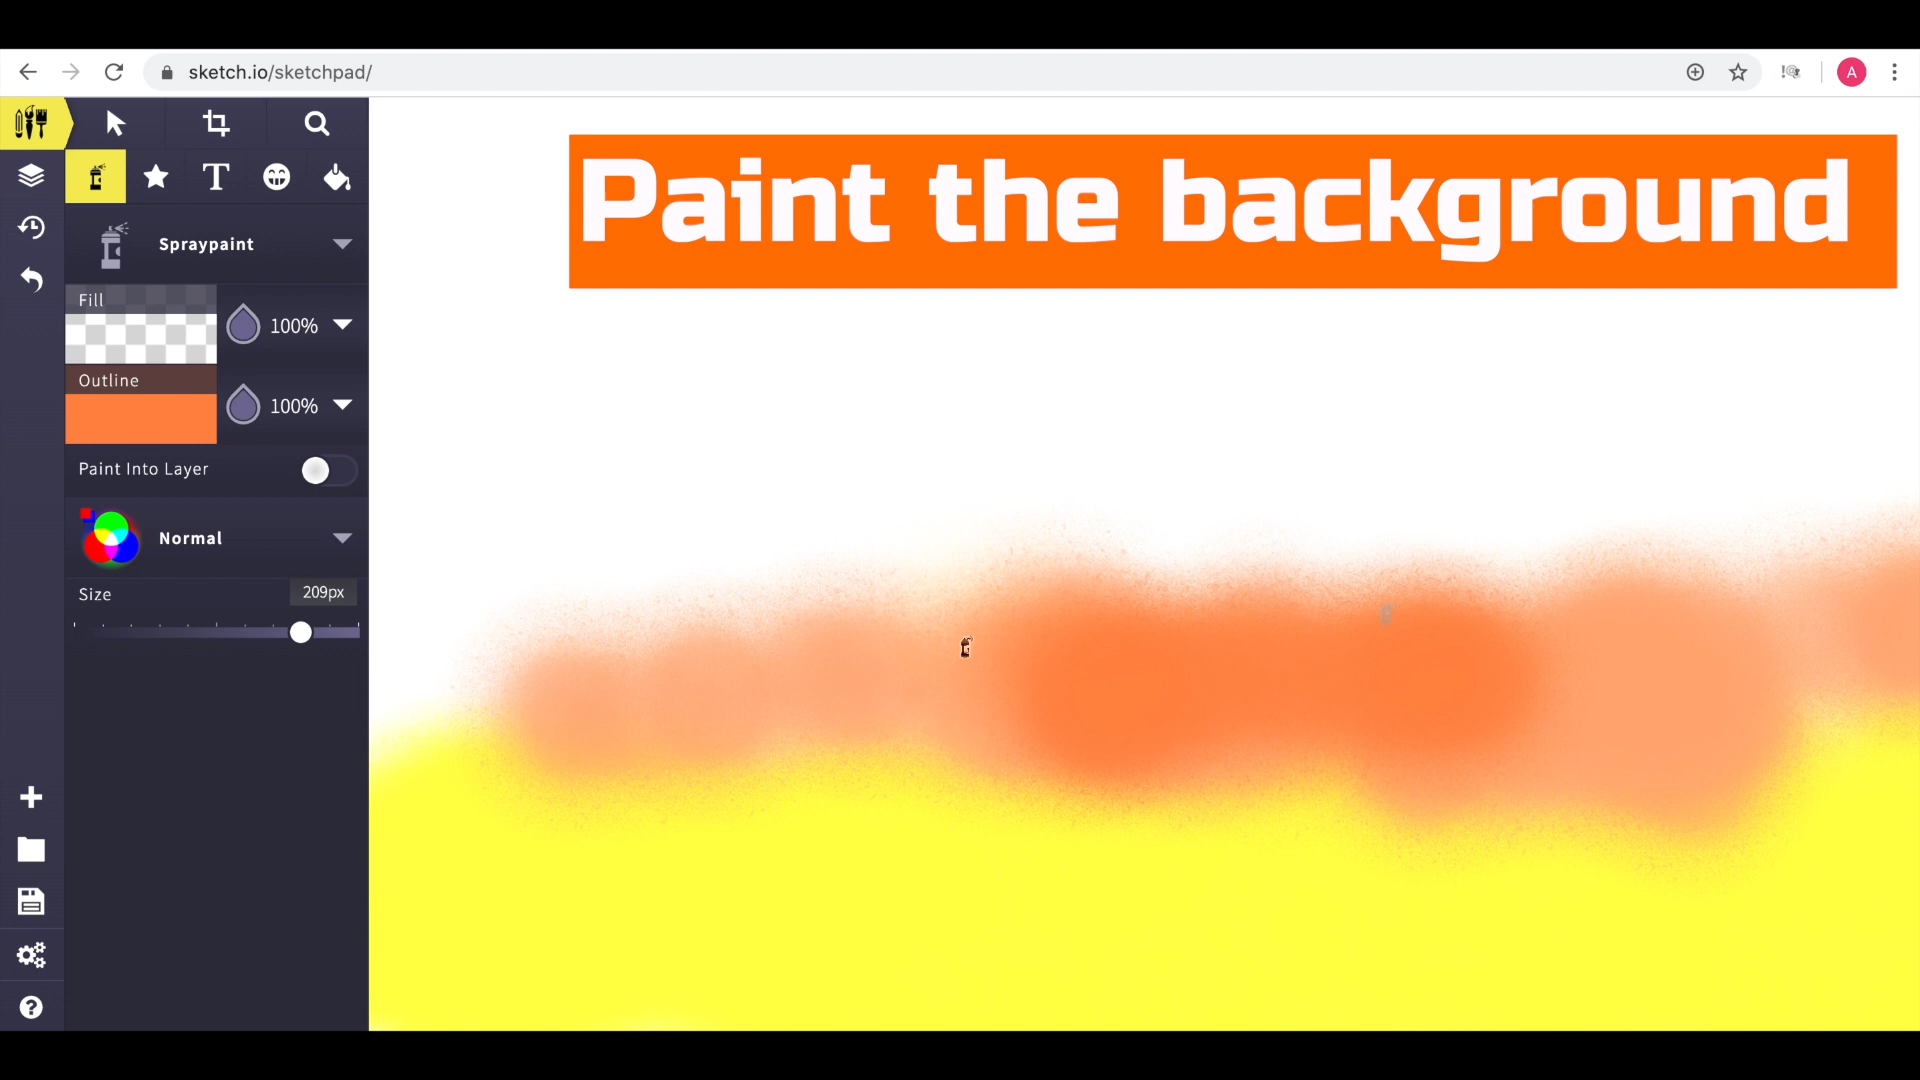 sketch.io/sketchpad/
A
T
Paint the background
Spraypaint
Fill
100%
Outline
100%
Paint Into Layer
Normal
Size
209px
?